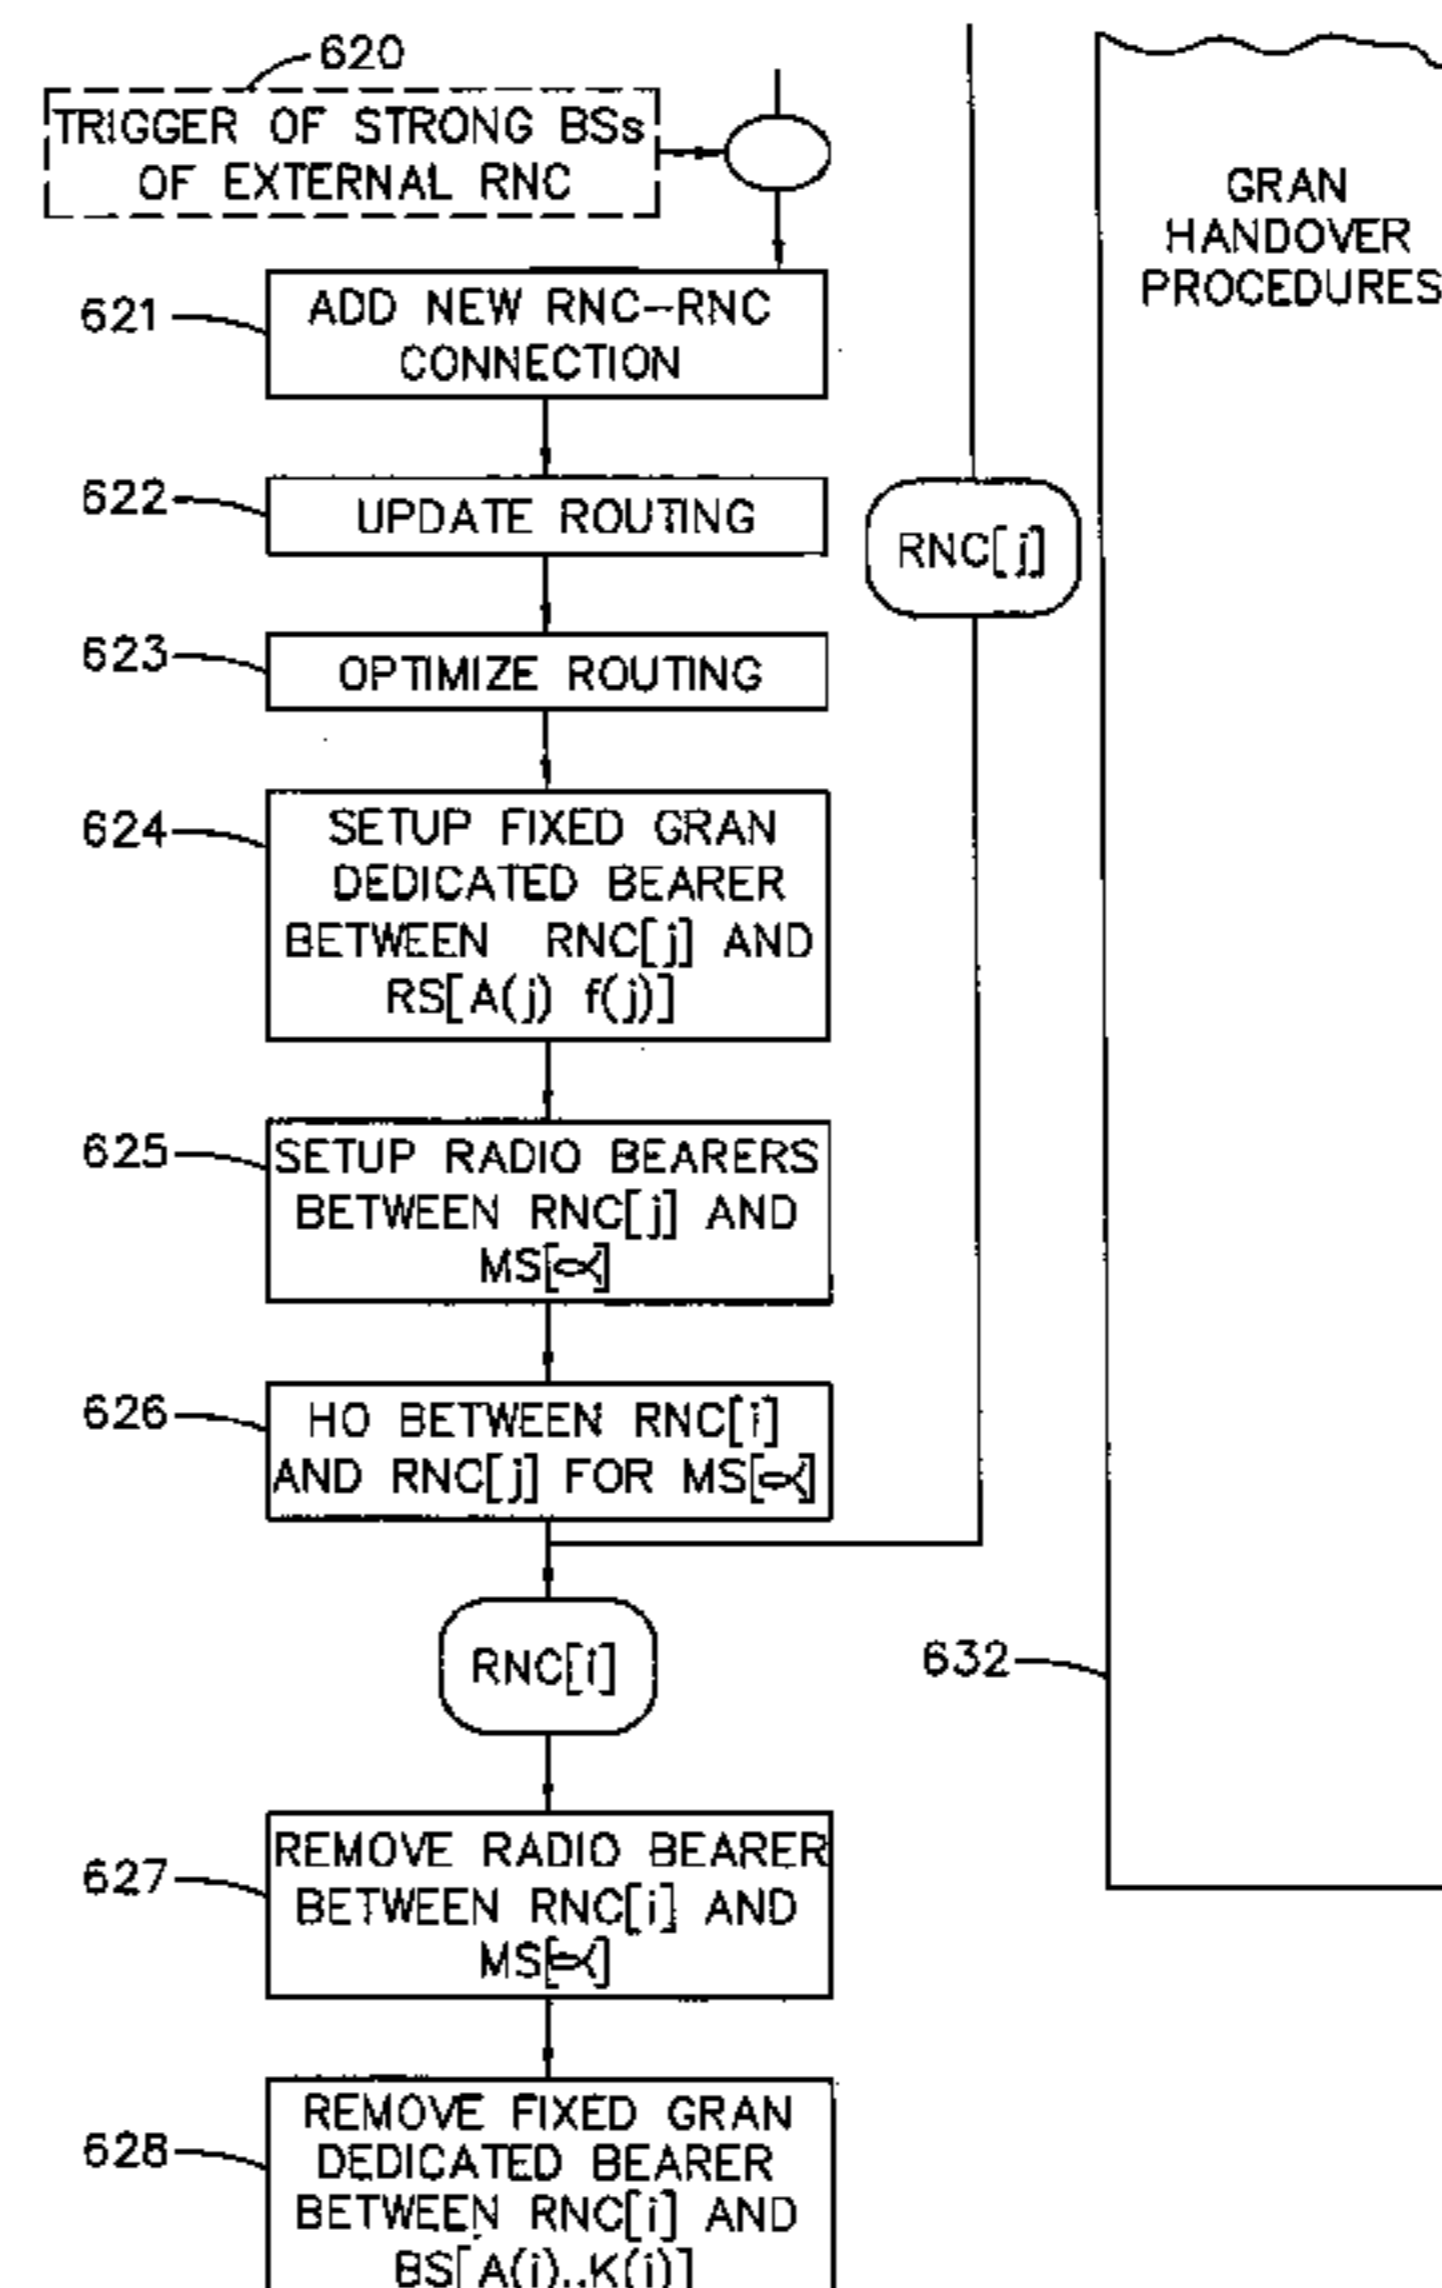 620
TRIGGER OF STRONG BSs
OF EXTERNAL RNC
GRAN
HANDOVER
PROCEDURES
621
ADD NEW RNC-RNC
CONNECTION
622
UPDATE ROUTING
RNC[j]
623
OPTIMIZE ROUTING
624
SETUP FIXED GRAN
DEDICATED BEARER
BETWEEN RNC[j] AND
RS[A(j) f(j)]
625
SETUP RADIO BEARERS
BETWEEN RNC[j] AND
MS[∝]
626
HO BETWEEN RNC[i]
AND RNC[j] FOR MS[∝]
RNC[i]
632
627
REMOVE RADIO BEARER
BETWEEN RNC[i] AND
MS[∝]
628
REMOVE FIXED GRAN
DEDICATED BEARER
BETWEEN RNC[i] AND
BS[A(i)..K(i)]